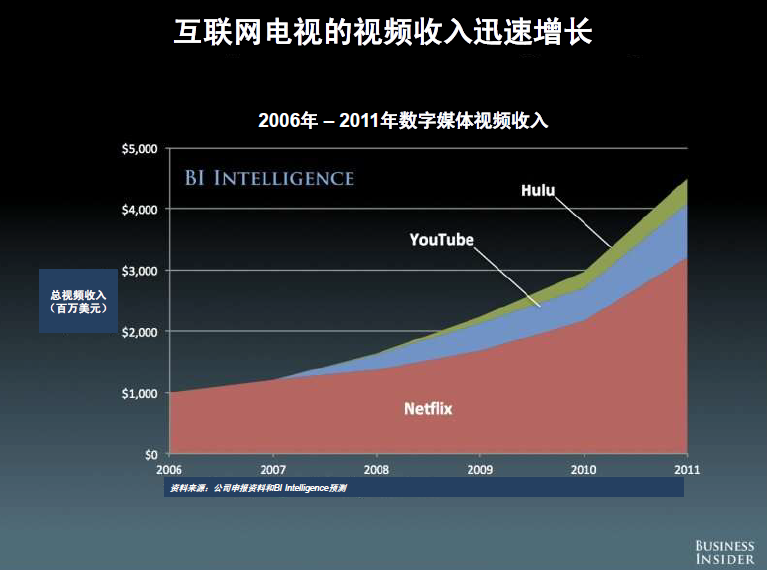 互联网电视的视频收入迅速增长
2006年 – 2011年数字媒体视频收入
$5,000
BI INTELLIGENCE
Hulu
$4,000
YouTube
$3,000
总视频收入
（百万美元）
$2,000
$1,000
Netflix
$0
2006 2007 2008 2009 2010 2011
资料来源：公司申报资料和BI Intelligence预测
BUSINESS
INSIDER